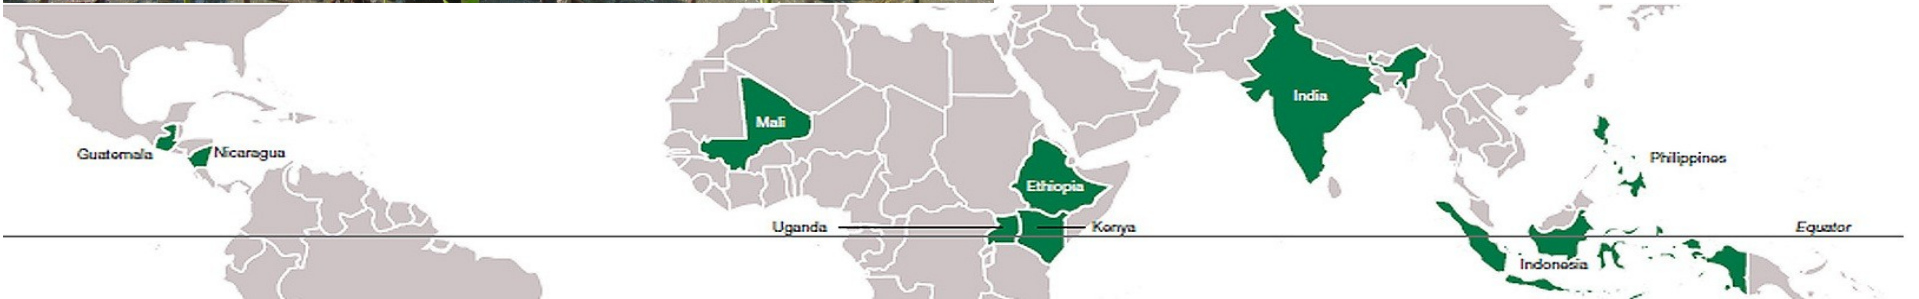 India
Mali
Guatemala
Nicaragua
Philippines
Ethiopia
Uganda
Kenya
Equator
Indonesia